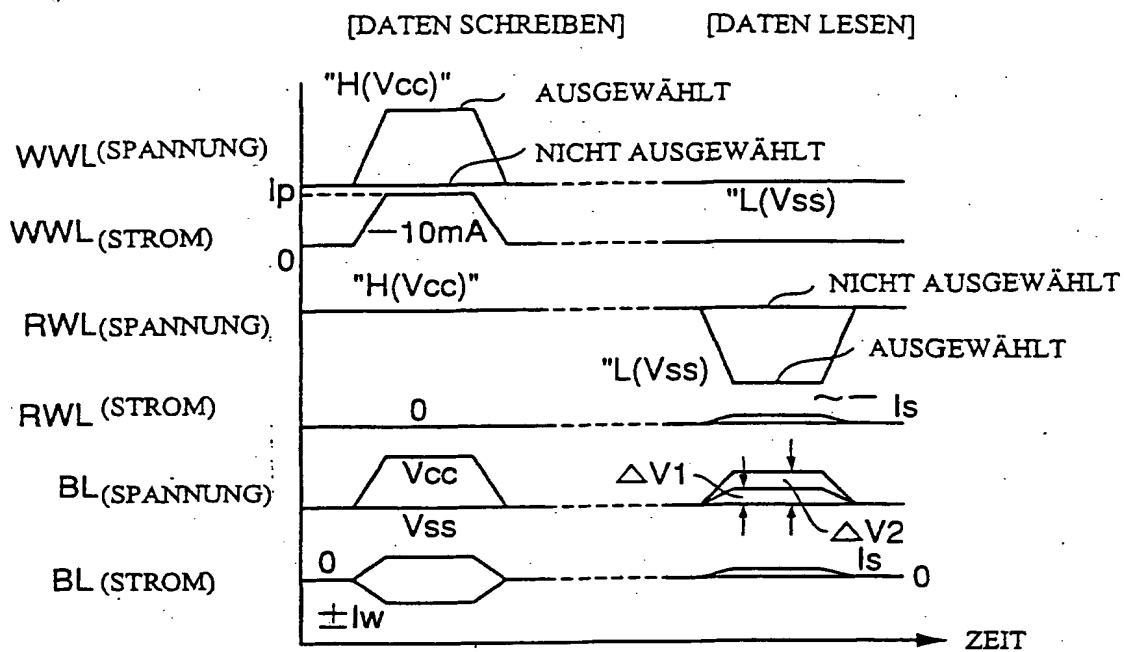 [DATEN SCHREIBEN] [DATEN LESEN]
"H(Vcc)" AUSGEWÄHLT
WWL (SPANNUNG) NICHT AUSGEWÄHLT
Ip "L(Vss)
WWL (STROM) —10mA
0
"H(Vcc)" NICHT AUSGEWÄHLT
RWL (SPANNUNG) "L(Vss) AUSGEWÄHLT
RWL (STROM) 0 Is
BL (SPANNUNG) Vcc △V1
Vss △V2
BL (STROM) 0 Is 0
±Iw
ZEIT